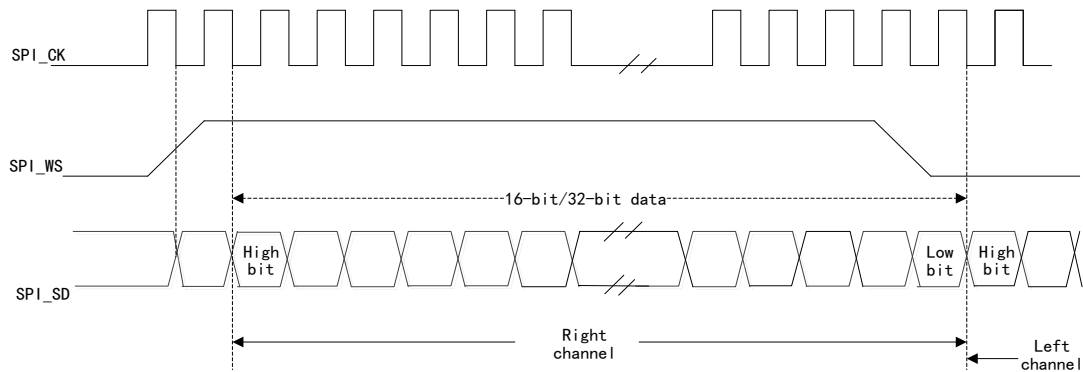 SPI_CK
SPI_WS
16-bit/32-bit data
High
bit
Low
bit
High
bit
SPI_SD
Right
channel
Left
channel